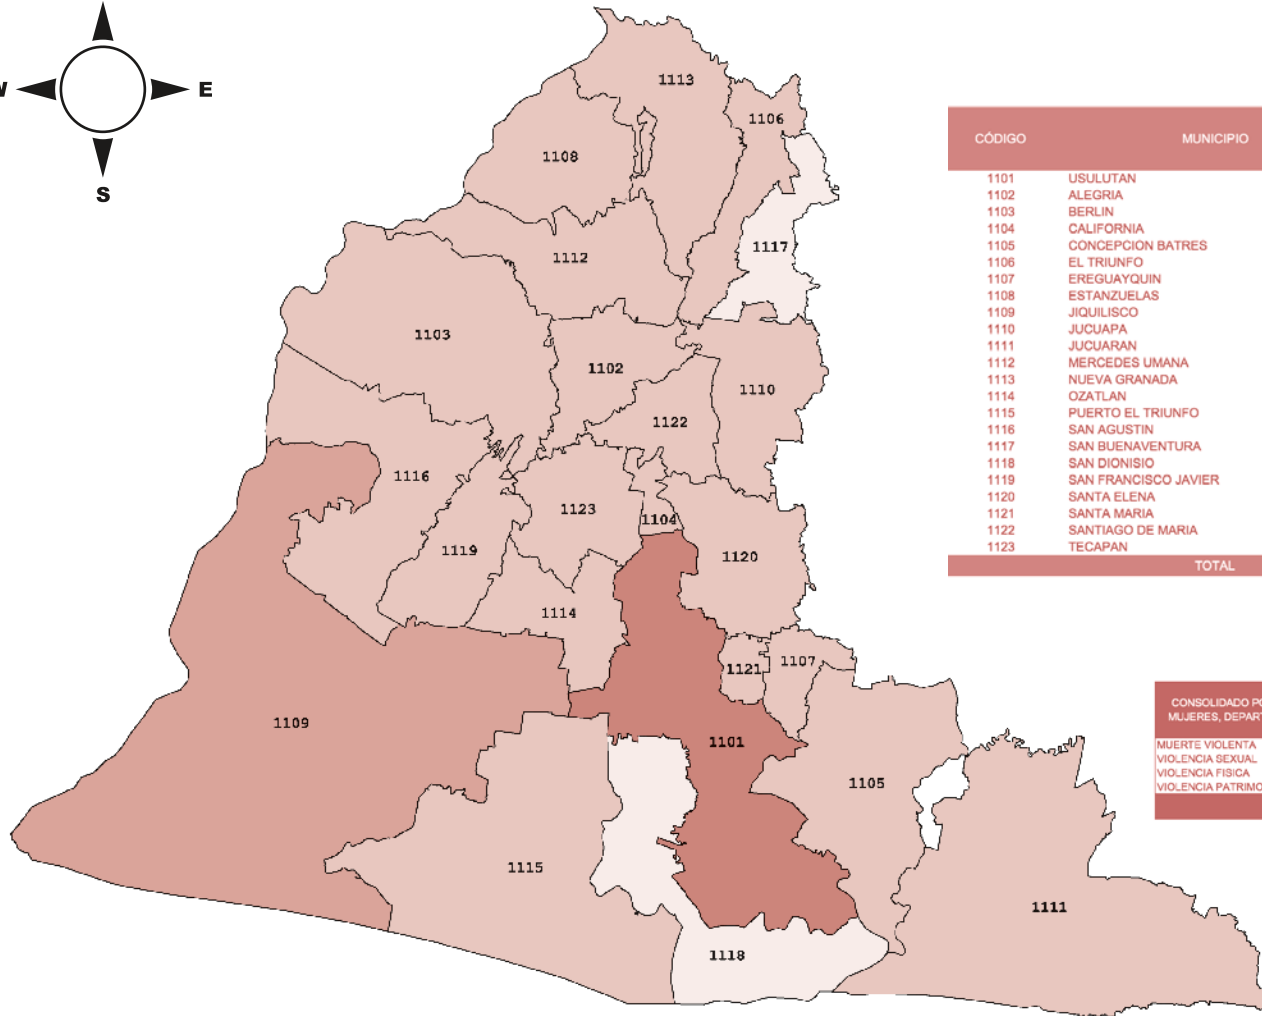 E
S
1113
1106
1108
1117
1112
1103
1102
1110
1122
1116
1123
1104
1119
1120
1114
1121
1107
1109
1101
1105
1115
1111
1118
CÓDIGO MUNICIPIO
1101 USULUTAN
1102 ALEGRIA
1103 BERLIN
1104 CALIFORNIA
1105 CONCEPCION BATRES
1106 EL TRIUNFO
1107 EREGUAYQUIN
1108 ESTANZUELAS
1109 JIQUILISCO
1110 JUCUAPA
1111 JUCUARAN
1112 MERCEDES UMANA
1113 NUEVA GRANADA
1114 OZATLAN
1115 PUERTO EL TRIUNFO
1116 SAN AGUSTIN
1117 SAN BUENAVENTURA
1118 SAN DIONISIO
1119 SAN FRANCISCO JAVIER
1120 SANTA ELENA
1121 SANTA MARIA
1122 SANTIAGO DE MARIA
1123 TECAPAN
TOTAL
CONSOLIDADO
MUJERES,
MUERTE VIOLENTA
VIOLENCIA SEXUAL
VIOLENCIA FISICA
VIOLENCIA